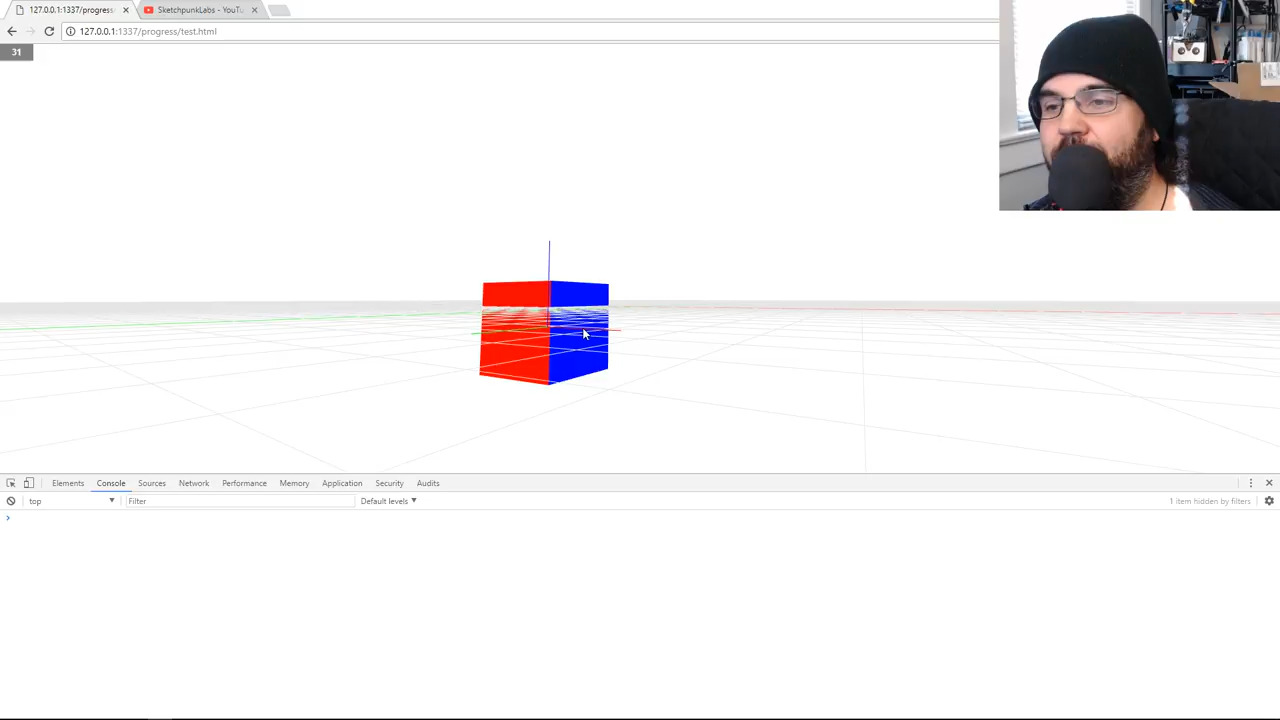 127.0.0.1:1337/progress
SketchpunkLabs - YouTu
127.0.0.1:1337/progress/test.html
31
Elements Console Sources Network Performance Memory Application Security Audits
top Filter Default levels 1 item hidden by filters